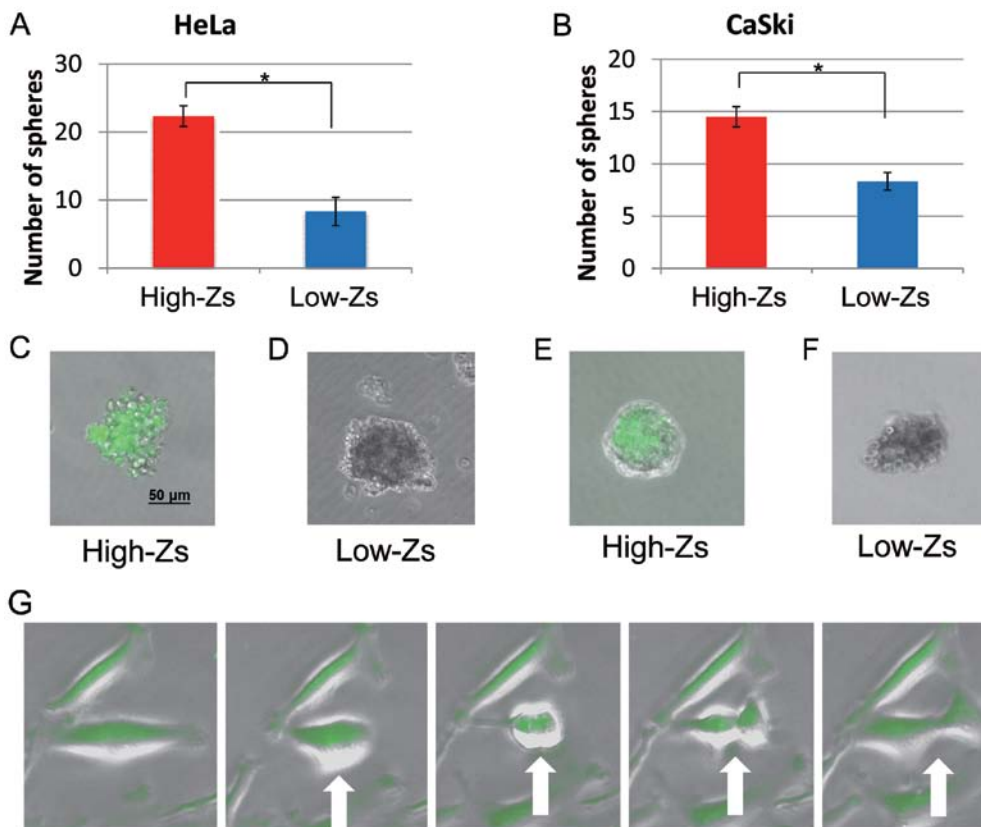 A
HeLa
Number of spheres
30
20
10
0
*
High-Zs
Low-Zs
B
CaSki
Number of spheres
20
15
10
5
0
*
High-Zs
Low-Zs
C
50 µm
High-Zs
D
Low-Zs
E
High-Zs
F
Low-Zs
G